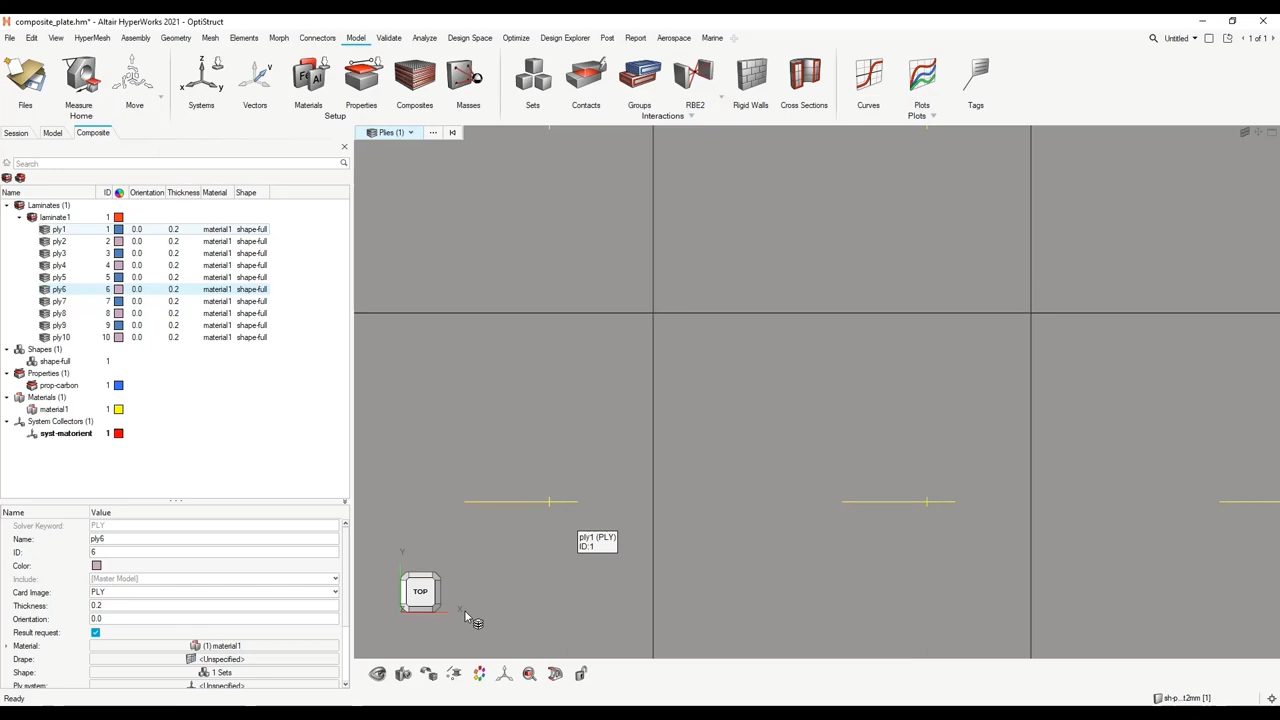 composite_plate.hm* - Altair HyperWorks 2021 - OptiStruct
File Edit View HyperMesh Assembly Geometry Mesh Elements Morph Connectors Model Validate Analyze Design Space Optimize Design Explorer Post Report Aerospace Marine Untitled 1 of 1
Files Measure Move Systems Vectors Materials Properties Composites Masses Sets Contacts Groups RBE2 Rigid Walls Cross Sections Curves Plots Tags
Home Setup Interactions Plots
Session Model Composite Plies (1)
Search
Name ID Orientation Thickness Material Shape
Laminates (1)
laminate1 1
ply1 1 0.0 0.2 material1 shape-full
ply2 2 0.0 0.2 material1 shape-full
ply3 3 0.0 0.2 material1 shape-full
ply4 4 0.0 0.2 material1 shape-full
ply5 5 0.0 0.2 material1 shape-full
ply6 6 0.0 0.2 material1 shape-full
ply7 7 0.0 0.2 material1 shape-full
ply8 8 0.0 0.2 material1 shape-full
ply9 9 0.0 0.2 material1 shape-full
ply10 10 0.0 0.2 material1 shape-full
Shapes (1)
shape-full 1
Properties (1)
prop-carbon 1
Materials (1)
material1 1
System Collectors (1)
syst-matorient 1
Name Value
Solver Keyword: PLY
Name: ply6
ID: 6
Color:
Include: [Master Model]
Card Image: PLY
Thickness: 0.2
Orientation: 0.0
Result request:
Material: (1) material1
Drape: <Unspecified>
Shape: 1 Sets
Ply system: <Unspecified>
ply1 (PLY)
ID:1
Y
TOP
X
Ready
sh-p...t2mm [1]